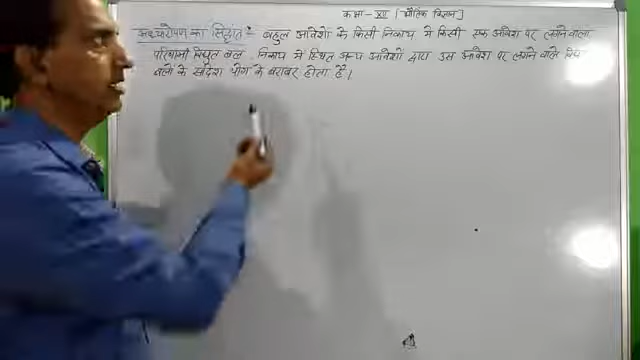 कक्षा - XII [भौतिक विज्ञान]
अध्यारोपण का सिद्धांत :- बहुल आवेशों के किसी निकाय में किसी एक आवेश पर लगने वाला
परिणामी विद्युत बल, निकाय में स्थित अन्य आवेशों द्वारा उस आवेश पर लगने वाले
बलों के सदिश योग के बराबर होता है।